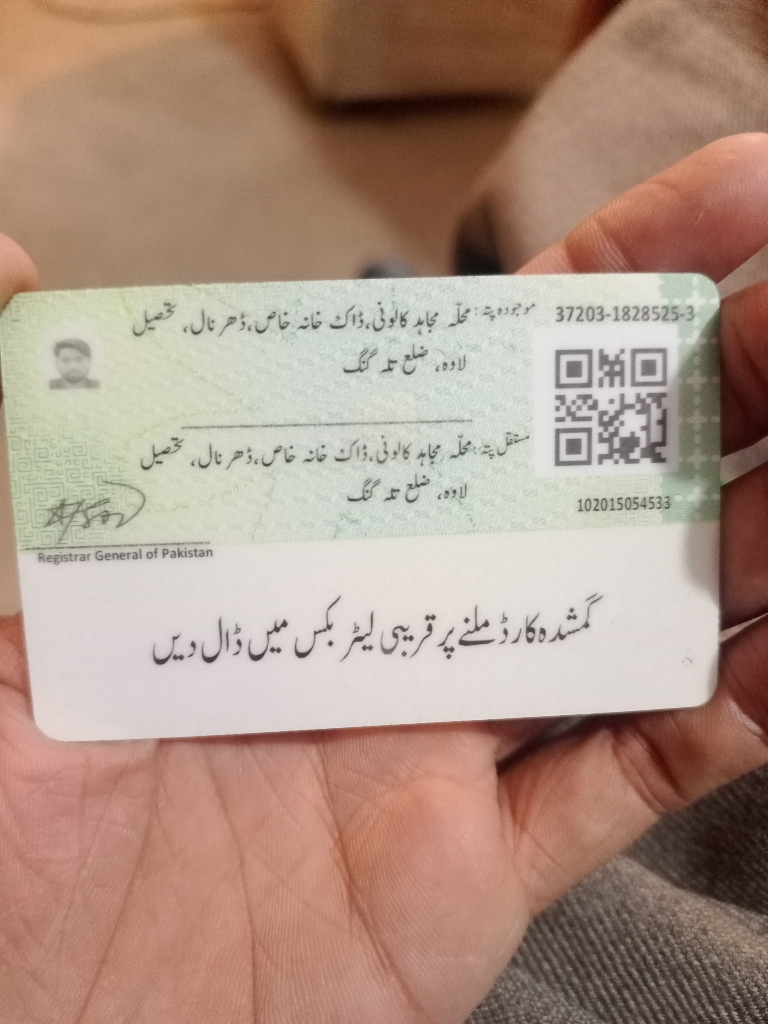 موجودہ پتہ: محلّہ مجاہد کالونی، ڈاک خانہ خاص، ڈھرنال، تحصیل
لاوہ، ضلع تلہ گنگ
37203-1828525-3
مستقل پتہ: محلّہ مجاہد کالونی، ڈاک خانہ خاص، ڈھرنال، تحصیل
لاوہ، ضلع تلہ گنگ
102015054533
Registrar General of Pakistan
گمشدہ کارڈ ملنے پر قریبی لیٹر بکس میں ڈال دیں